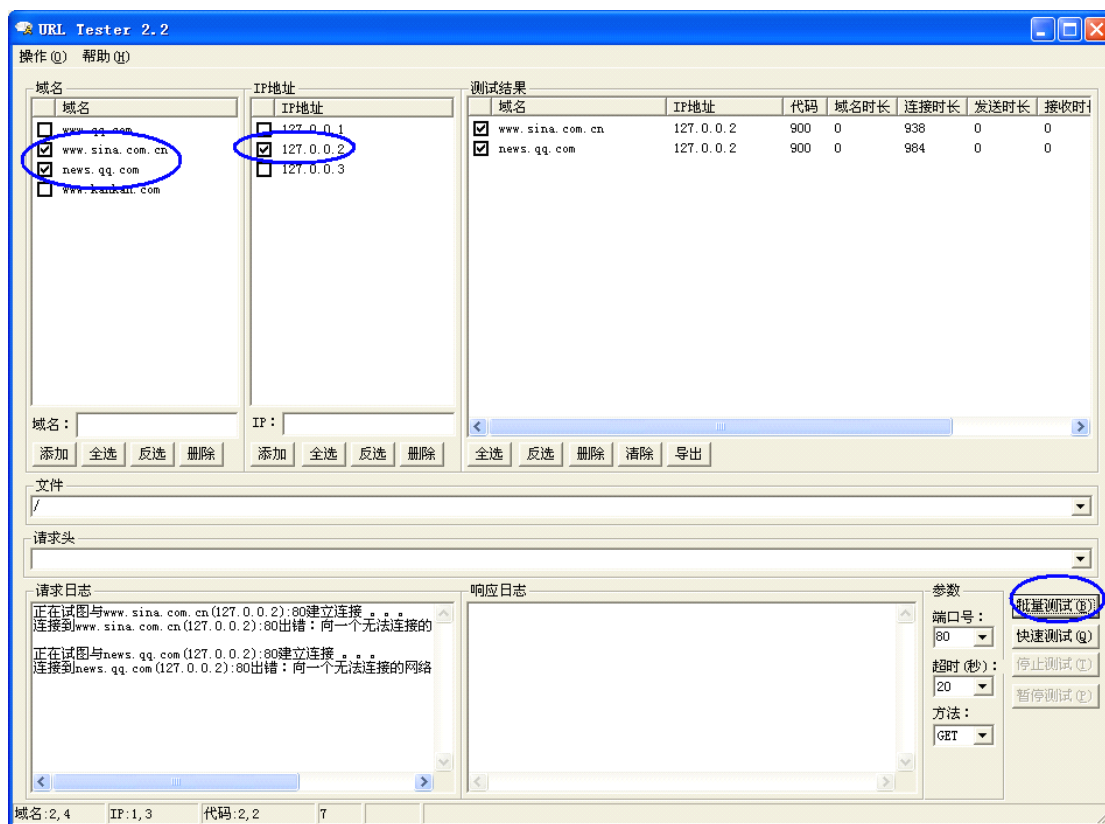 URL Tester 2.2
操作(O) 帮助(H)
域名
IP地址
测试结果
域名
IP地址
域名 IP地址 代码 域名时长 连接时长 发送时长 接收时
www.qq.com
www.sina.com.cn
news.qq.com
www.kankan.com
127.0.0.1
127.0.0.2
127.0.0.3
www.sina.com.cn 127.0.0.2 900 0 938 0 0
news.qq.com 127.0.0.2 900 0 984 0 0
域名：
IP：
添加 全选 反选 删除
添加 全选 反选 删除
全选 反选 删除 清除 导出
文件
/
请求头
请求日志
正在试图与www.sina.com.cn(127.0.0.2):80建立连接 。。。
连接到www.sina.com.cn(127.0.0.2):80出错：向一个无法连接的
正在试图与news.qq.com(127.0.0.2):80建立连接 。。。
连接到news.qq.com(127.0.0.2):80出错：向一个无法连接的网络
响应日志
参数
端口号：
80
超时(秒)：
20
方法：
GET
批量测试(B)
快速测试(Q)
停止测试(T)
暂停测试(P)
域名:2,4 IP:1,3 代码:2,2 7